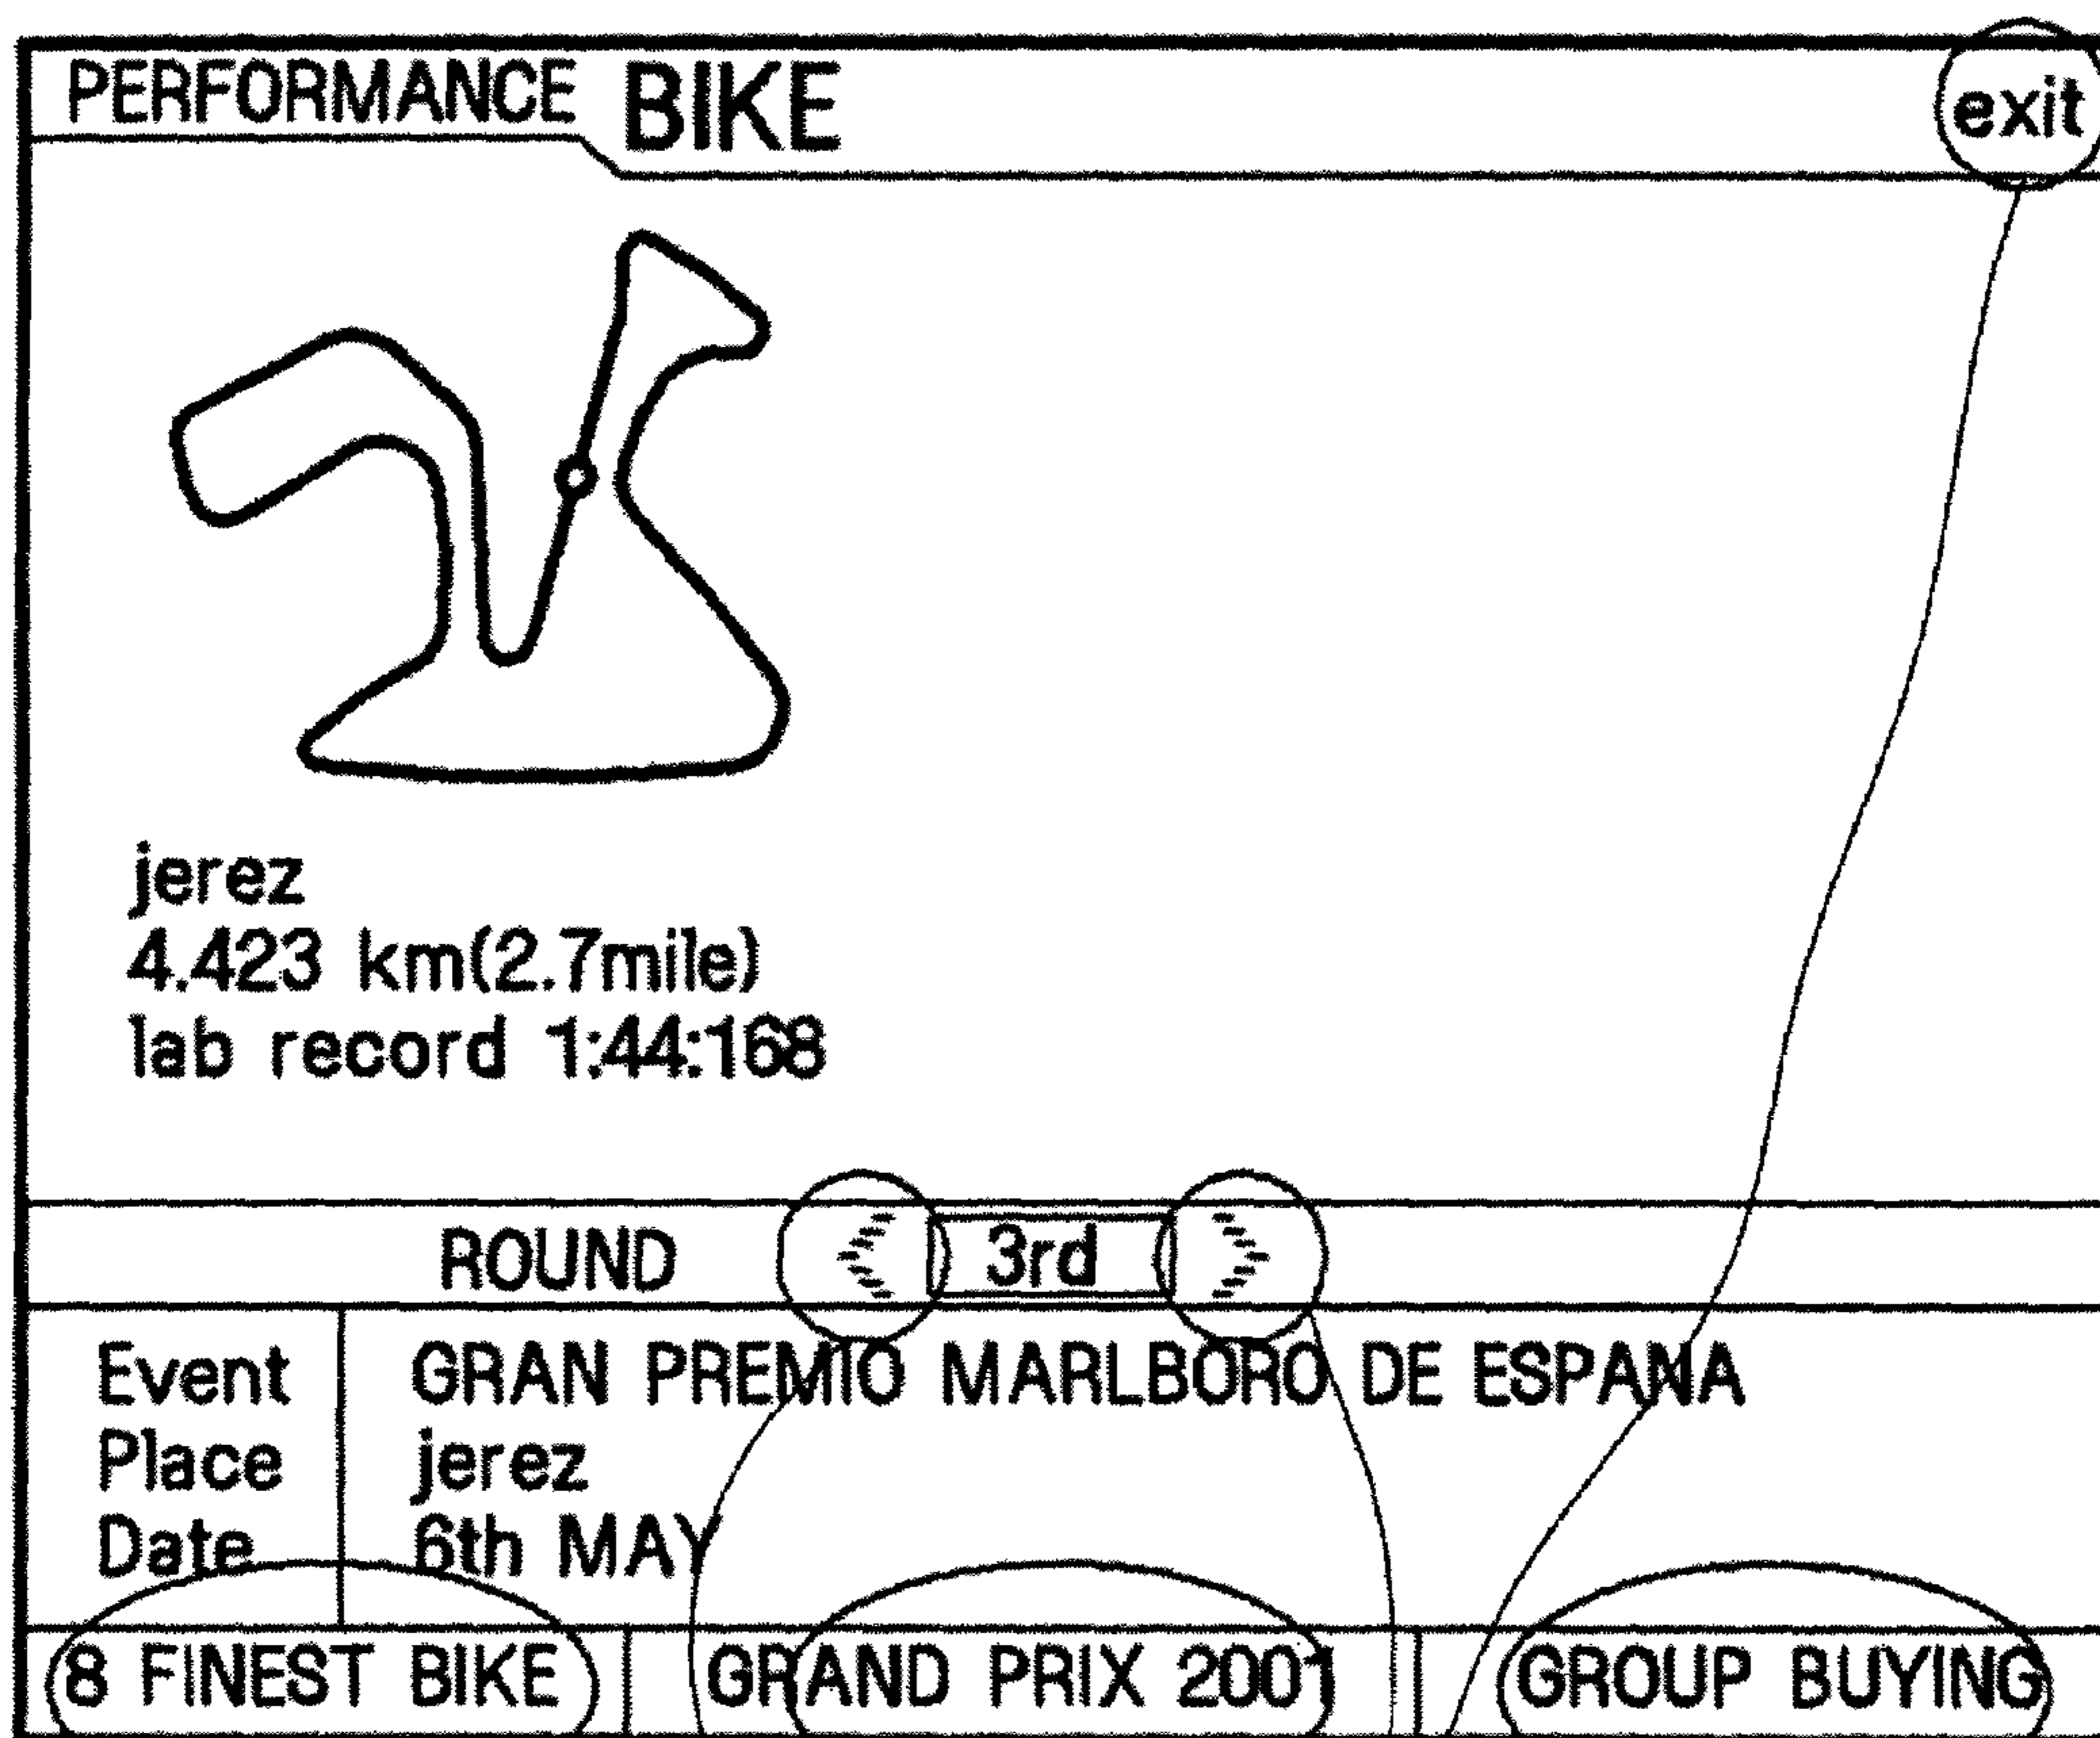 PERFORMANCE BIKE exit
jerez
4.423 km(2.7mile)
lab record 1:44:168
ROUND < 3rd >
Event GRAN PREMIO MARLBORO DE ESPANA
Place jerez
Date 6th MAY
8 FINEST BIKE GRAND PRIX 2001 GROUP BUYING